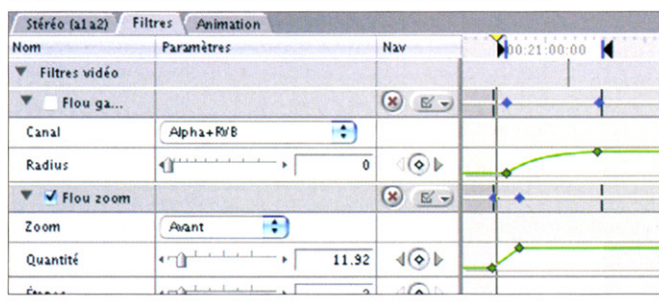 Stéréo (a1a2) Filtres Animation
Nom Paramètres Nav 00:21:00:00
Filtres vidéo
Flou ga...
Canal Alpha+RVB
Radius 0
Flou zoom
Zoom Avant
Quantité 11.92